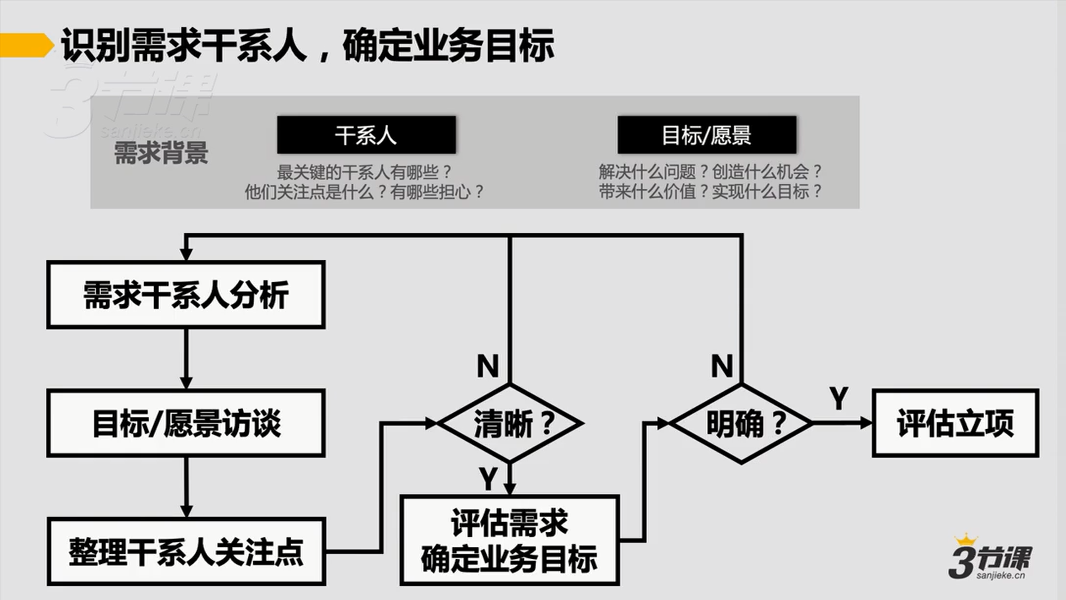 识别需求干系人，确定业务目标
3节课
sanjieke.cn
需求背景
干系人
最关键的干系人有哪些？
他们关注点是什么？有哪些担心？
目标/愿景
解决什么问题？创造什么机会？
带来什么价值？实现什么目标？
需求干系人分析
目标/愿景访谈
整理干系人关注点
N
清晰？
Y
评估需求
确定业务目标
N
明确？
Y
评估立项
3节课
sanjieke.cn